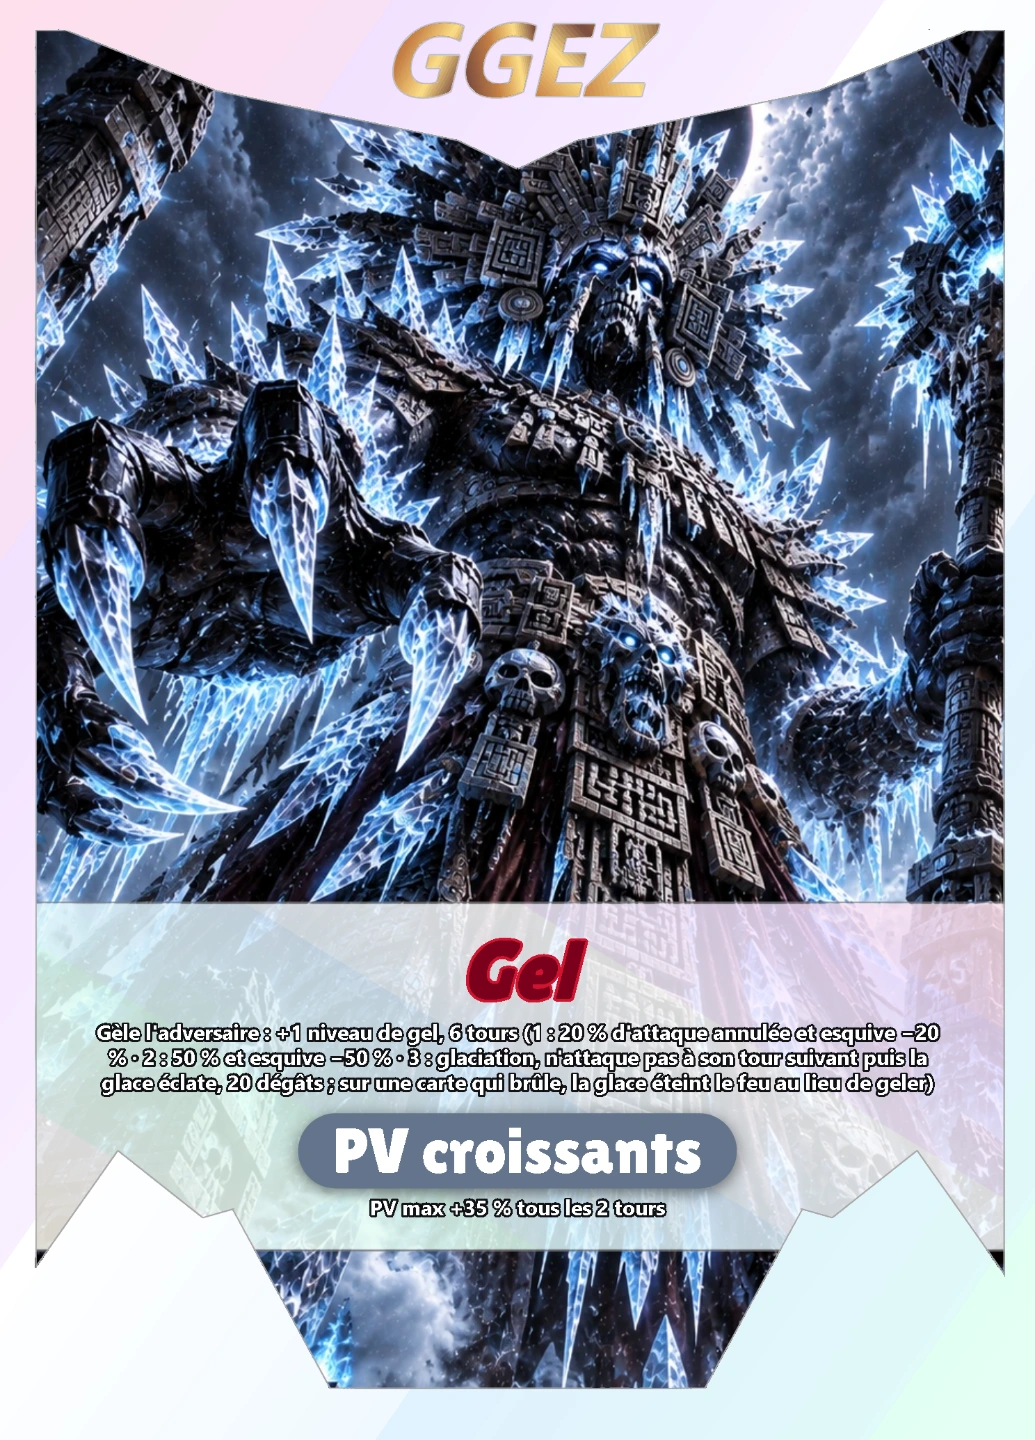 GGEZ
Gel
Gèle l'adversaire : +1 niveau de gel, 6 tours (1 : 20 % d'attaque annulée et esquive −20
% · 2 : 50 % et esquive −50 % · 3 : glaciation, n'attaque pas à son tour suivant puis la
glace éclate, 20 dégâts ; sur une carte qui brûle, la glace éteint le feu au lieu de geler)
PV croissants
PV max +35 % tous les 2 tours